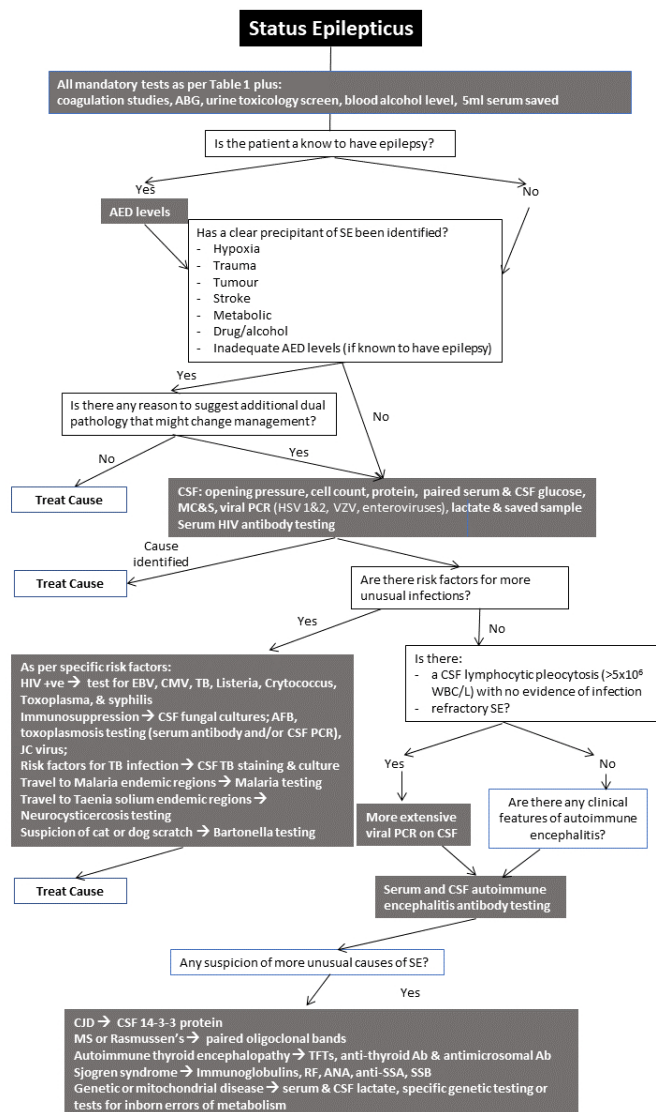 Status Epilepticus
All mandatory tests as per Table 1 plus:
coagulation studies, ABG, urine toxicology screen, blood alcohol level, 5ml serum saved
Is the patient a know to have epilepsy?
Yes
No
AED levels
Has a clear precipitant of SE been identified?
- Hypoxia
- Trauma
- Tumour
- Stroke
- Metabolic
- Drug/alcohol
- Inadequate AED levels (if known to have epilepsy)
Yes
No
Is there any reason to suggest additional dual
pathology that might change management?
No
Yes
Treat Cause
CSF: opening pressure, cell count, protein, paired serum & CSF glucose,
MC&S, viral PCR (HSV 1&2, VZV, enteroviruses), lactate & saved sample
Serum HIV antibody testing
Cause
identified
Treat Cause
Are there risk factors for more
unusual infections?
Yes
No
As per specific risk factors:
HIV +ve → test for EBV, CMV, TB, Listeria, Crytococcus,
Toxoplasma, & syphilis
Immunosuppression → CSF fungal cultures; AFB,
toxoplasmosis testing (serum antibody and/or CSF PCR),
JC virus;
Risk factors for TB infection → CSF TB staining & culture
Travel to Malaria endemic regions → Malaria testing
Travel to Taenia solium endemic regions →
Neurocysticercosis testing
Suspicion of cat or dog scratch → Bartonella testing
Is there:
- a CSF lymphocytic pleocytosis (>5x10⁶
WBC/L) with no evidence of infection
- refractory SE?
Yes
No
More extensive
viral PCR on CSF
Are there any clinical
features of autoimmune
encephalitis?
Treat Cause
Serum and CSF autoimmune
encephalitis antibody testing
Any suspicion of more unusual causes of SE?
Yes
CJD → CSF 14-3-3 protein
MS or Rasmussen's → paired oligoclonal bands
Autoimmune thyroid encephalopathy → TFTs, anti-thyroid Ab & antimicrosomal Ab
Sjogren syndrome → Immunoglobulins, RF, ANA, anti-SSA, SSB
Genetic or mitochondrial disease → serum & CSF lactate, specific genetic testing or
tests for inborn errors of metabolism